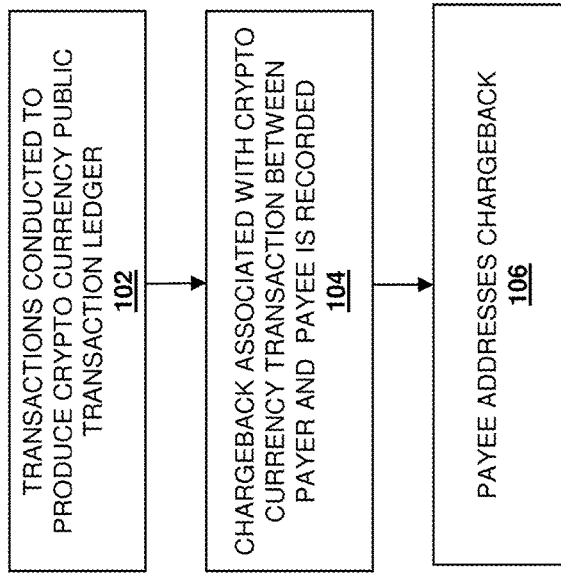 TRANSACTIONS CONDUCTED TO
PRODUCE CRYPTO CURRENCY PUBLIC
TRANSACTION LEDGER
102
CHARGEBACK ASSOCIATED WITH CRYPTO
CURRENCY TRANSACTION BETWEEN
PAYER AND PAYEE IS RECORDED
104
PAYEE ADDRESSES CHARGEBACK
106